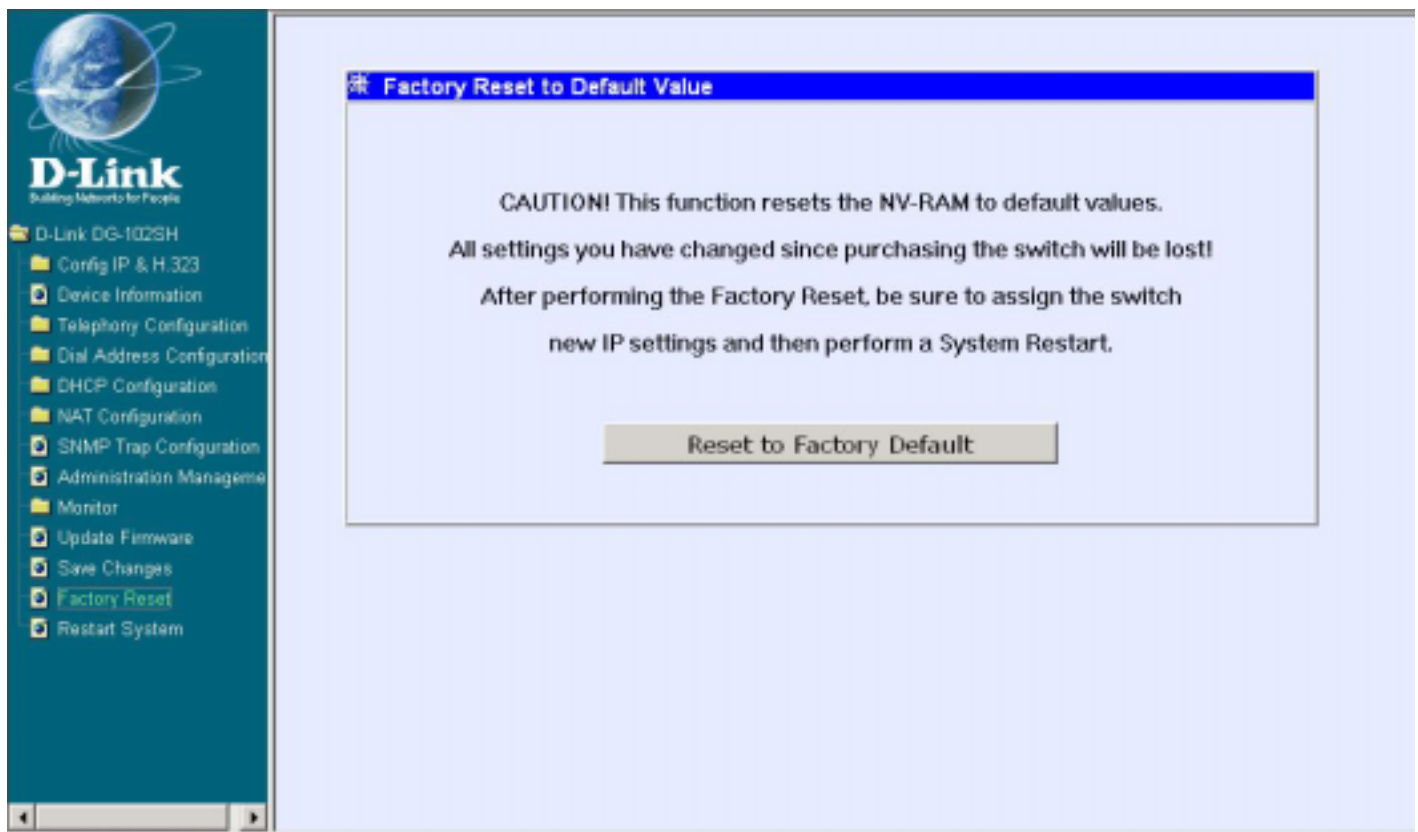 D-Link
Building Networks for People
D-Link DG-102SH
Config IP & H.323
Device Information
Telephony Configuration
Dial Address Configuration
DHCP Configuration
NAT Configuration
SNMP Trap Configuration
Administration Manageme
Monitor
Update Firmware
Save Changes
Factory Reset
Restart System
Factory Reset to Default Value
CAUTION! This function resets the NV-RAM to default values.
All settings you have changed since purchasing the switch will be lost!
After performing the Factory Reset, be sure to assign the switch
new IP settings and then perform a System Restart.
Reset to Factory Default